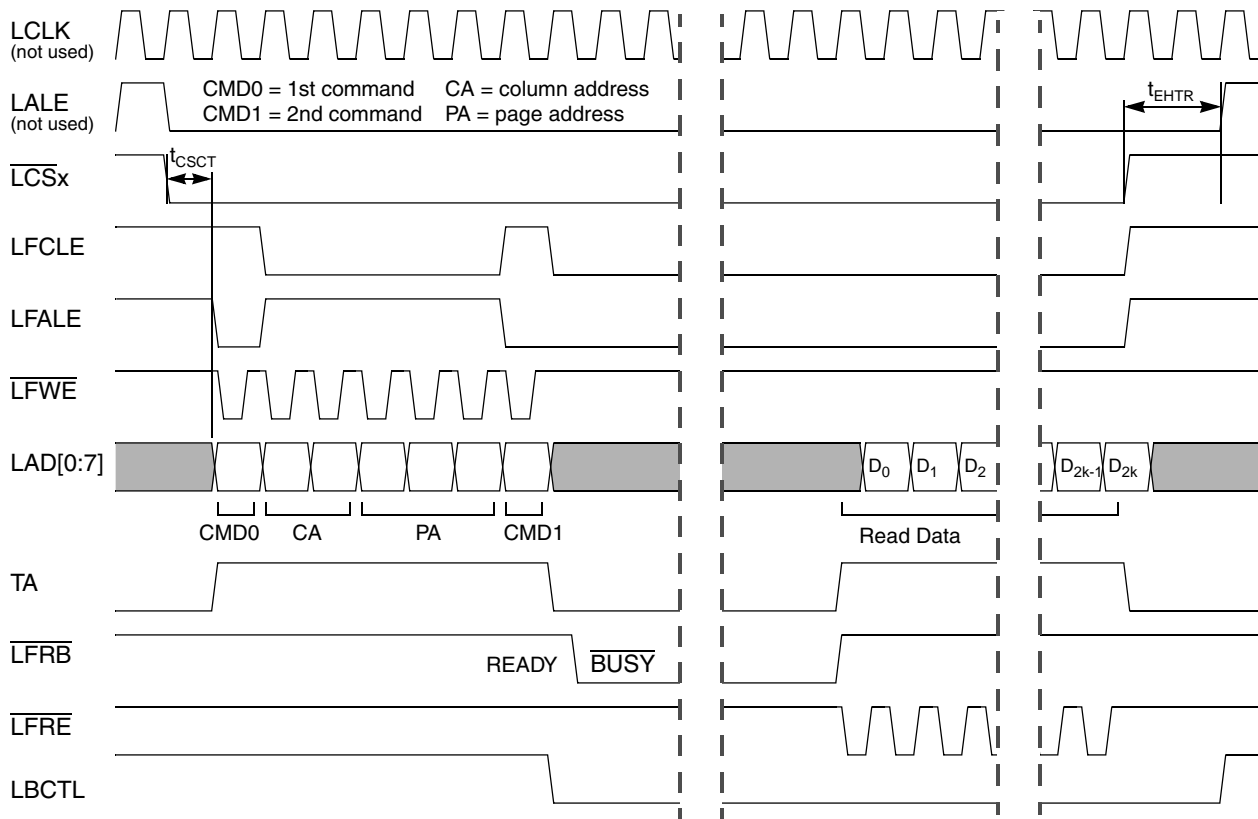 LCLK
(not used)
LALE
(not used)
CMD0 = 1st command CA = column address
CMD1 = 2nd command PA = page address
tEHTR
tCSCT
LCSx
LFCLE
LFALE
LFWE
LAD[0:7]
D0 D1 D2 D2k-1 D2k
CMD0 CA PA CMD1 Read Data
TA
LFRB
READY BUSY
LFRE
LBCTL